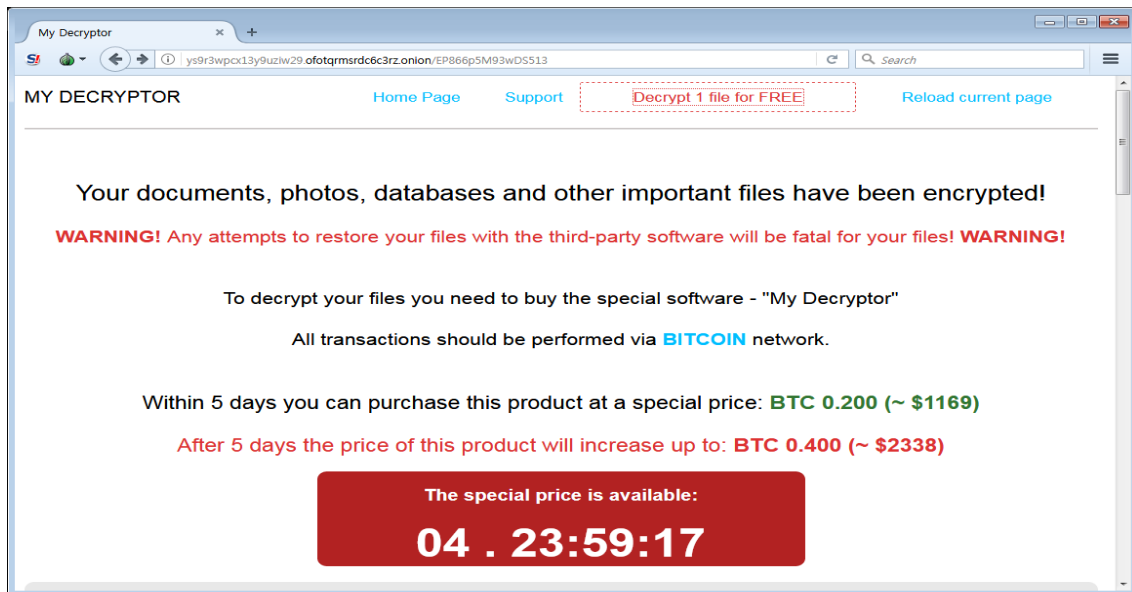 My Decryptor
ys9r3wpcx13y9uziw29.ofotqrmsrdc6c3rz.onion/EP866p5M93wDS513
Search
MY DECRYPTOR
Home Page
Support
Decrypt 1 file for FREE
Reload current page
Your documents, photos, databases and other important files have been encrypted!
WARNING! Any attempts to restore your files with the third-party software will be fatal for your files! WARNING!
To decrypt your files you need to buy the special software - "My Decryptor"
All transactions should be performed via BITCOIN network.
Within 5 days you can purchase this product at a special price: BTC 0.200 (~ $1169)
After 5 days the price of this product will increase up to: BTC 0.400 (~ $2338)
The special price is available:
04 . 23:59:17